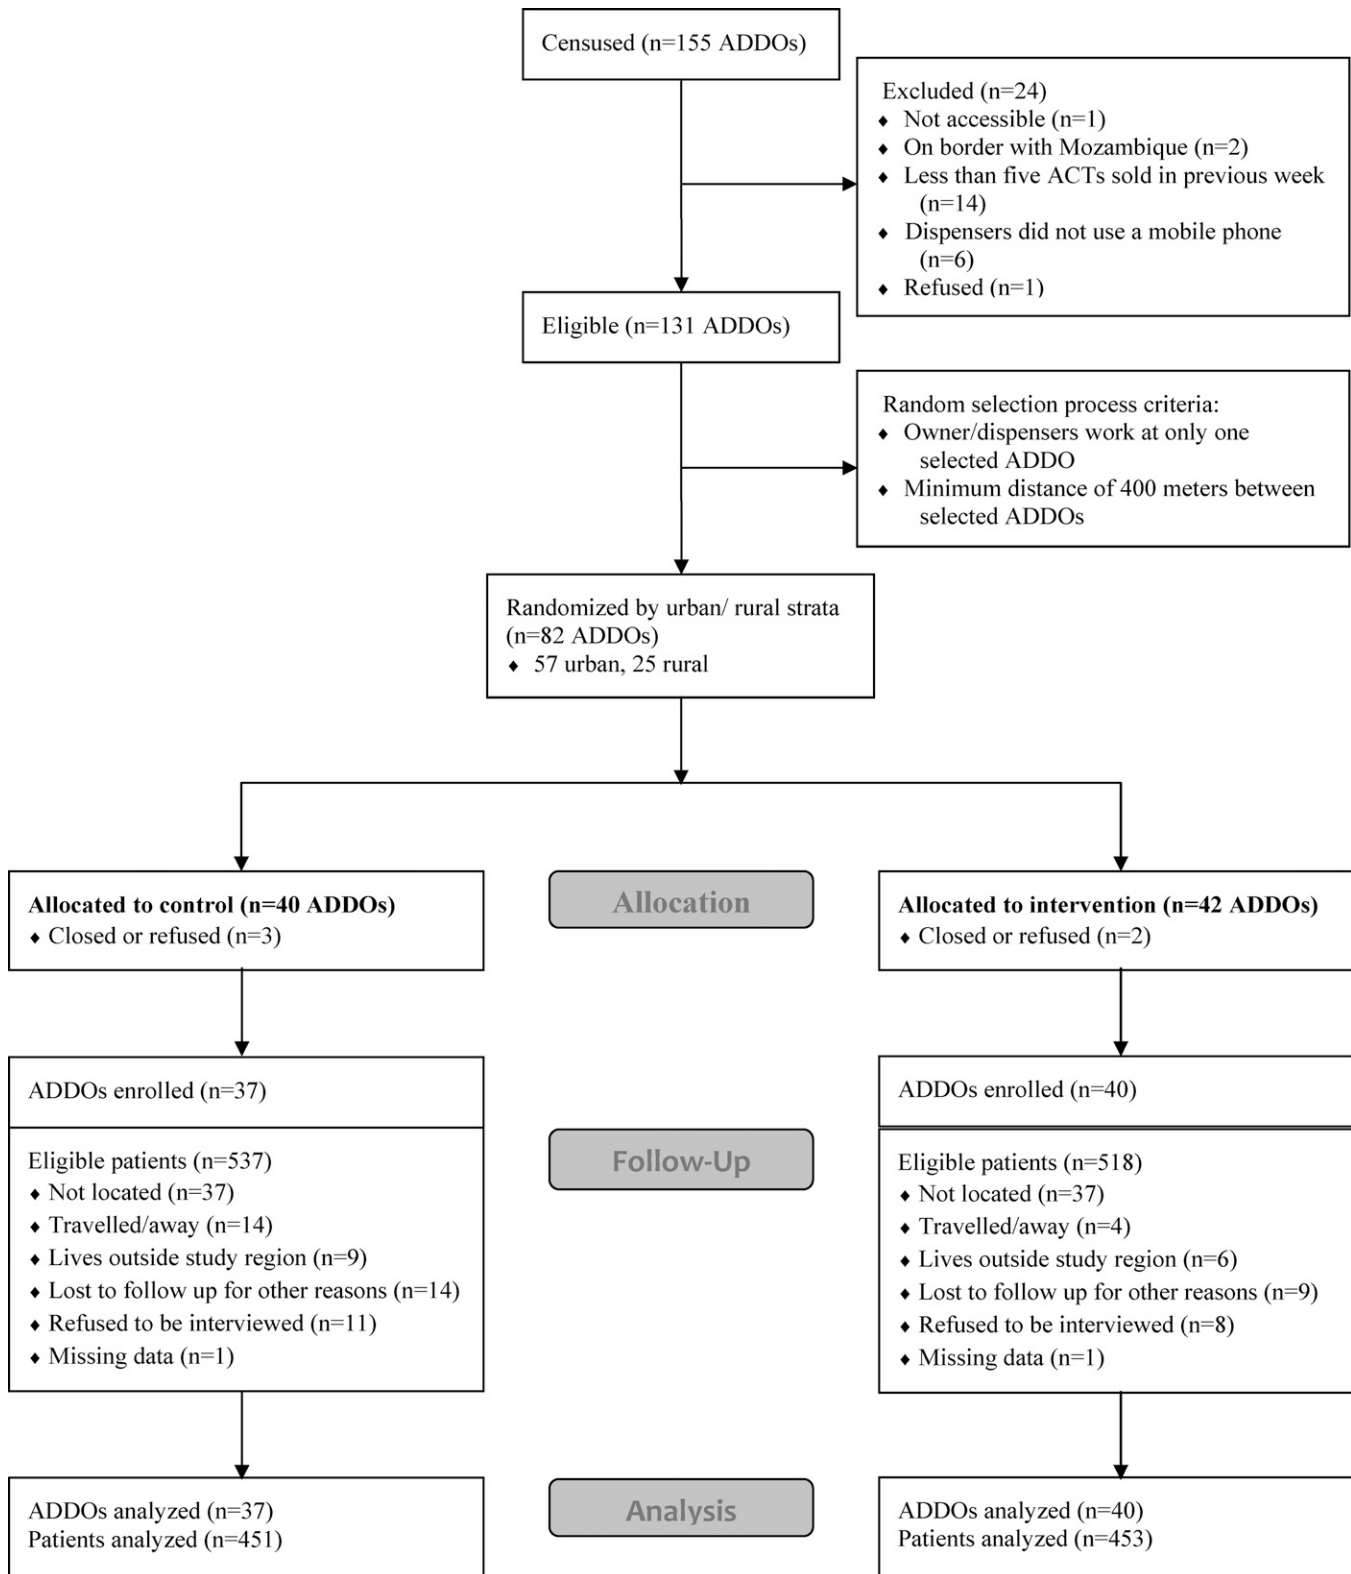 Censused (n=155 ADDOs)
Excluded (n=24)
♦ Not accessible (n=1)
♦ On border with Mozambique (n=2)
♦ Less than five ACTs sold in previous week
(n=14)
♦ Dispensers did not use a mobile phone
(n=6)
♦ Refused (n=1)
Eligible (n=131 ADDOs)
Random selection process criteria:
♦ Owner/dispensers work at only one
selected ADDO
♦ Minimum distance of 400 meters between
selected ADDOs
Randomized by urban/ rural strata
(n=82 ADDOs)
♦ 57 urban, 25 rural
Allocated to control (n=40 ADDOs)
♦ Closed or refused (n=3)
Allocation
Allocated to intervention (n=42 ADDOs)
♦ Closed or refused (n=2)
ADDOs enrolled (n=37)
Eligible patients (n=537)
♦ Not located (n=37)
♦ Travelled/away (n=14)
♦ Lives outside study region (n=9)
♦ Lost to follow up for other reasons (n=14)
♦ Refused to be interviewed (n=11)
♦ Missing data (n=1)
Follow-Up
ADDOs enrolled (n=40)
Eligible patients (n=518)
♦ Not located (n=37)
♦ Travelled/away (n=4)
♦ Lives outside study region (n=6)
♦ Lost to follow up for other reasons (n=9)
♦ Refused to be interviewed (n=8)
♦ Missing data (n=1)
ADDOs analyzed (n=37)
Patients analyzed (n=451)
Analysis
ADDOs analyzed (n=40)
Patients analyzed (n=453)